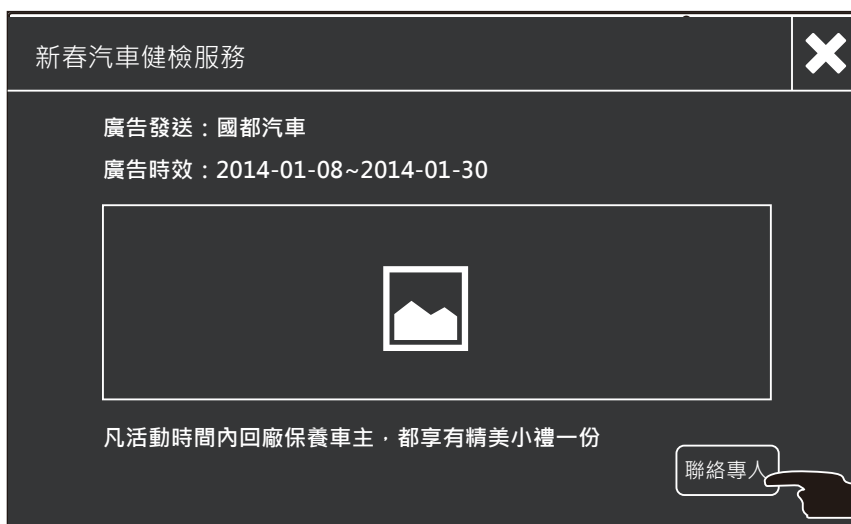 新春汽車健檢服務
廣告發送：國都汽車
廣告時效：2014-01-08~2014-01-30
凡活動時間內回廠保養車主，都享有精美小禮一份
聯絡專人